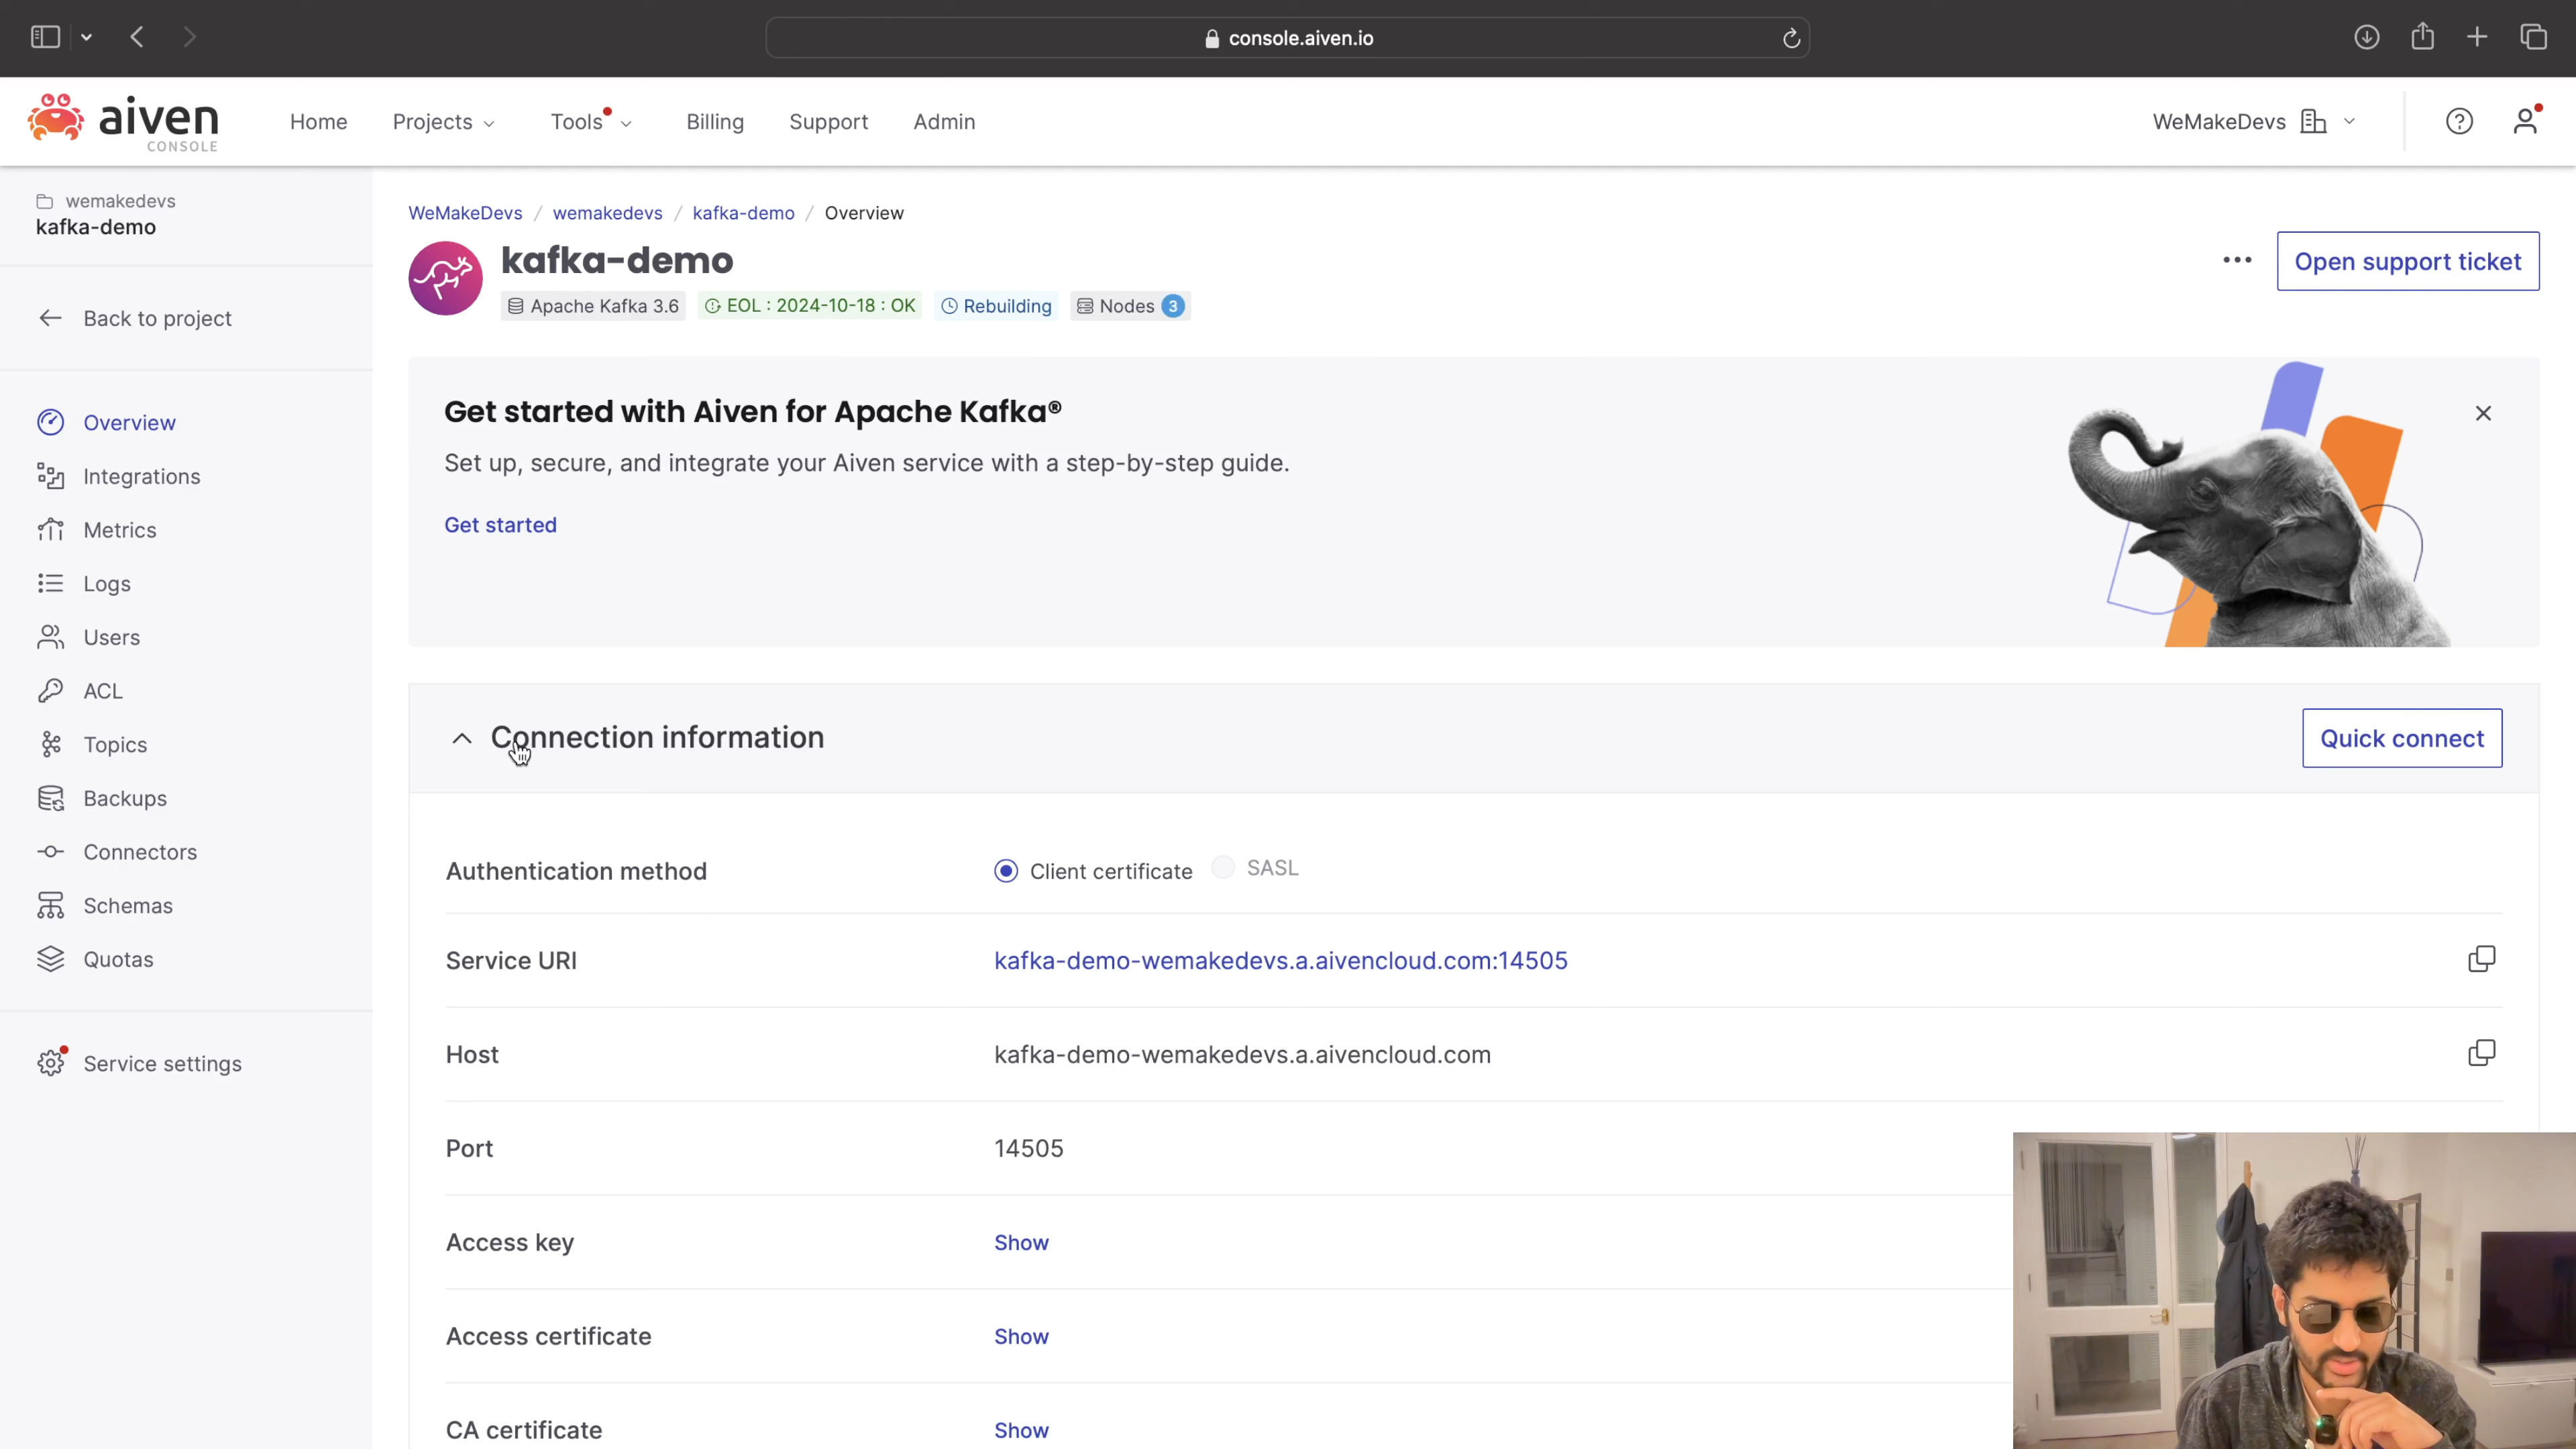 console.aiven.io
aiven
CONSOLE
Home
Projects
Tools
Billing
Support
Admin
WeMakeDevs
wemakedevs
kafka-demo
WeMakeDevs / wemakedevs / kafka-demo / Overview
kafka-demo
Open support ticket
Apache Kafka 3.6
EOL : 2024-10-18 : OK
Rebuilding
Nodes 3
Back to project
Overview
Integrations
Metrics
Logs
Users
ACL
Topics
Backups
Connectors
Schemas
Quotas
Service settings
Get started with Aiven for Apache Kafka®
Set up, secure, and integrate your Aiven service with a step-by-step guide.
Get started
Connection information
Quick connect
Authentication method
Client certificate
SASL
Service URI
kafka-demo-wemakedevs.a.aivencloud.com:14505
Host
kafka-demo-wemakedevs.a.aivencloud.com
Port
14505
Access key
Show
Access certificate
Show
CA certificate
Show